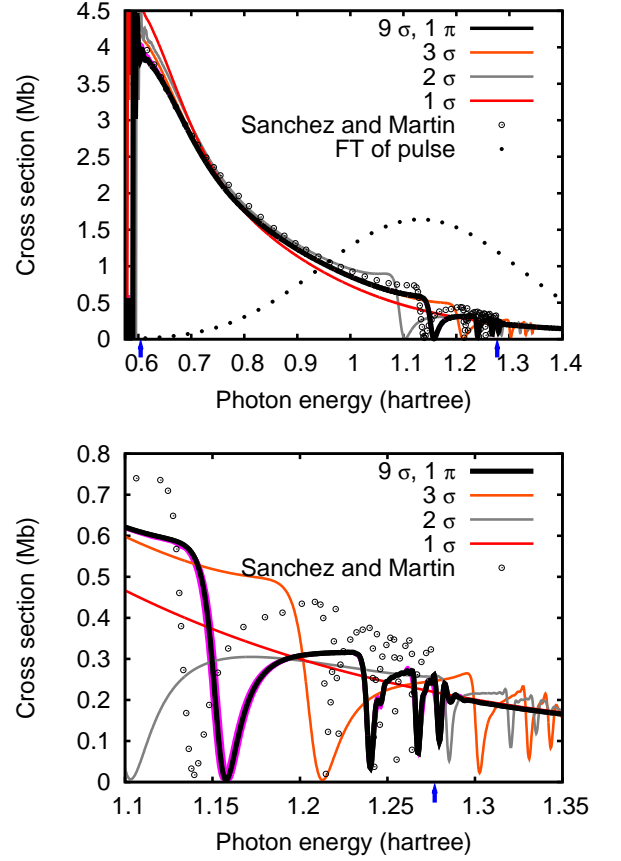 4.5
4
3.5
3
2.5
2
1.5
1
0.5
0
Cross section (Mb)
9 σ, 1 π
3 σ
2 σ
1 σ
Sanchez and Martin
FT of pulse
0.6 0.7 0.8 0.9 1 1.1 1.2 1.3 1.4
Photon energy (hartree)
0.8
0.7
0.6
0.5
0.4
0.3
0.2
0.1
0
Cross section (Mb)
9 σ, 1 π
3 σ
2 σ
1 σ
Sanchez and Martin
1.1 1.15 1.2 1.25 1.3 1.35
Photon energy (hartree)